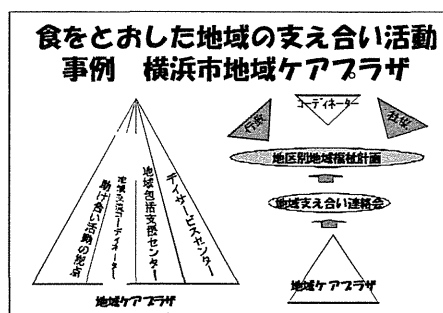 食をとおした地域の支え合い活動
事例 横浜市地域ケアプラザ
コーディネーター
行政
社協
地区別地域福祉計画
地域支え合い連絡会
地域ケアプラザ
助け合い活動の拠点
地域交流コーディネーター
地域包括支援センター
デイサービスセンター
地域ケアプラザ